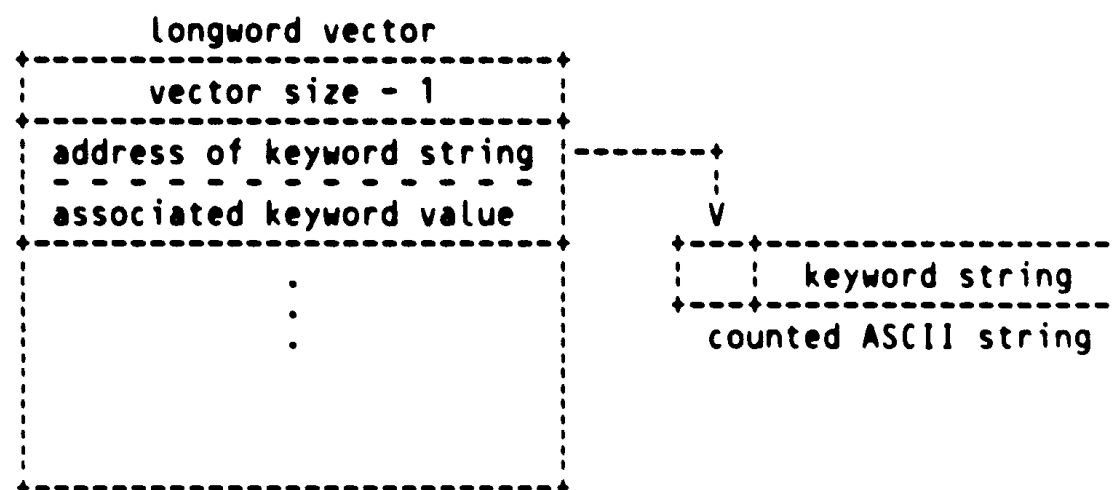 longword vector
vector size - 1
address of keyword string
associated keyword value
keyword string
counted ASCII string